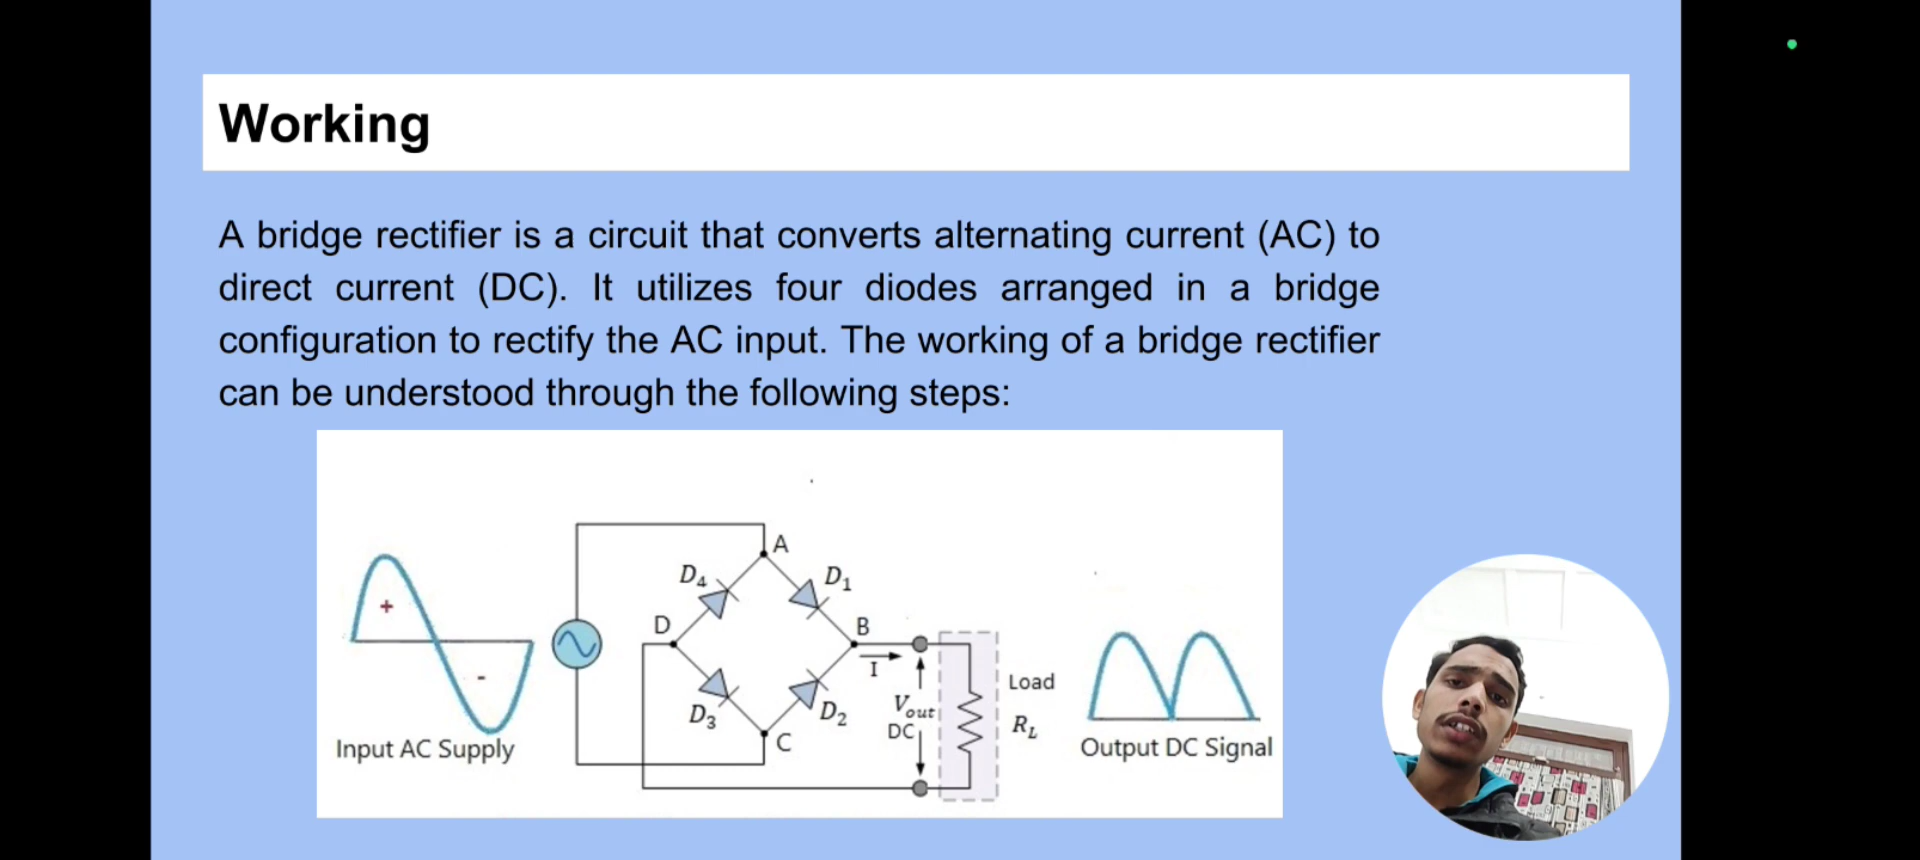 Working
A bridge rectifier is a circuit that converts alternating current (AC) to
direct current (DC). It utilizes four diodes arranged in a bridge
configuration to rectify the AC input. The working of a bridge rectifier
can be understood through the following steps:
A
D4
D1
D
B
+
I
-
Load
D3
D2
Vout
RL
DC
C
Input AC Supply
Output DC Signal